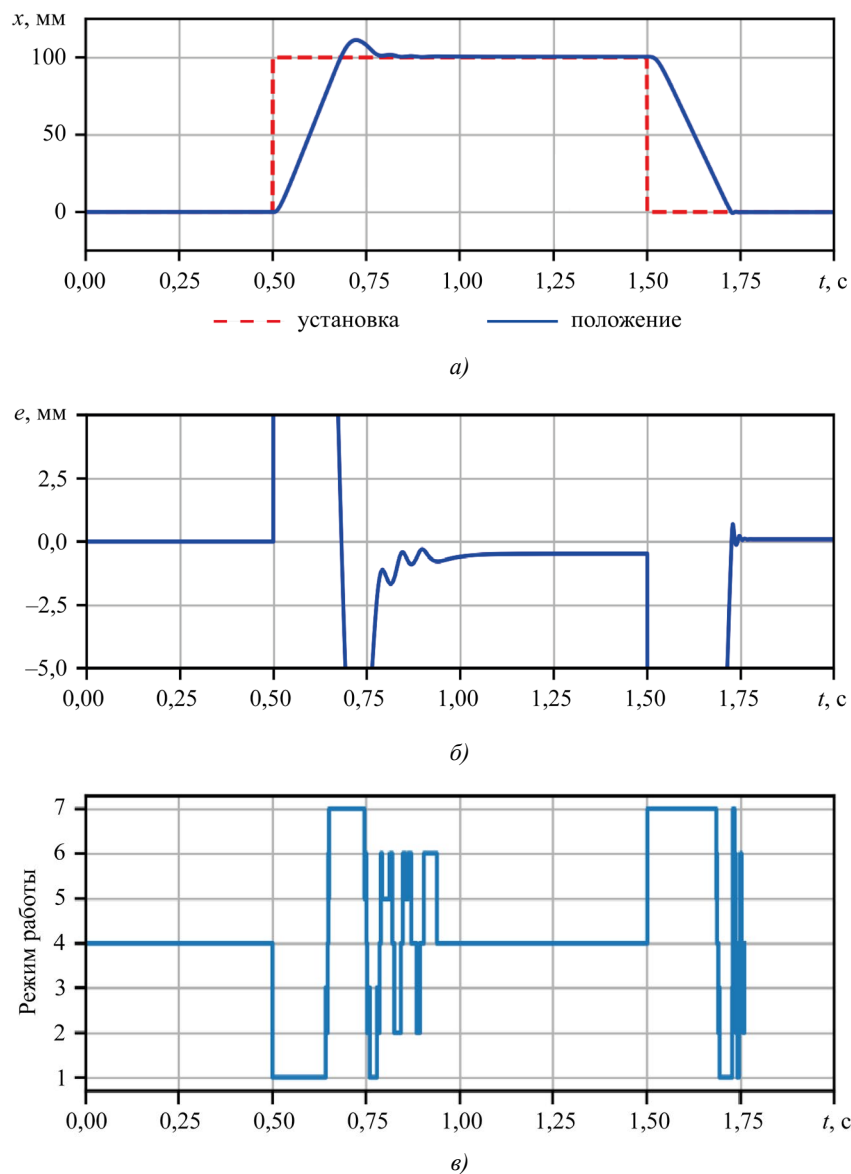 x, мм
100
50
0
0,00 0,25 0,50 0,75 1,00 1,25 1,50 1,75 t, с
установка положение
а)
e, мм
2,5
0,0
–2,5
–5,0
0,00 0,25 0,50 0,75 1,00 1,25 1,50 1,75 t, с
б)
Режим работы
7
6
5
4
3
2
1
0,00 0,25 0,50 0,75 1,00 1,25 1,50 1,75 t, с
в)